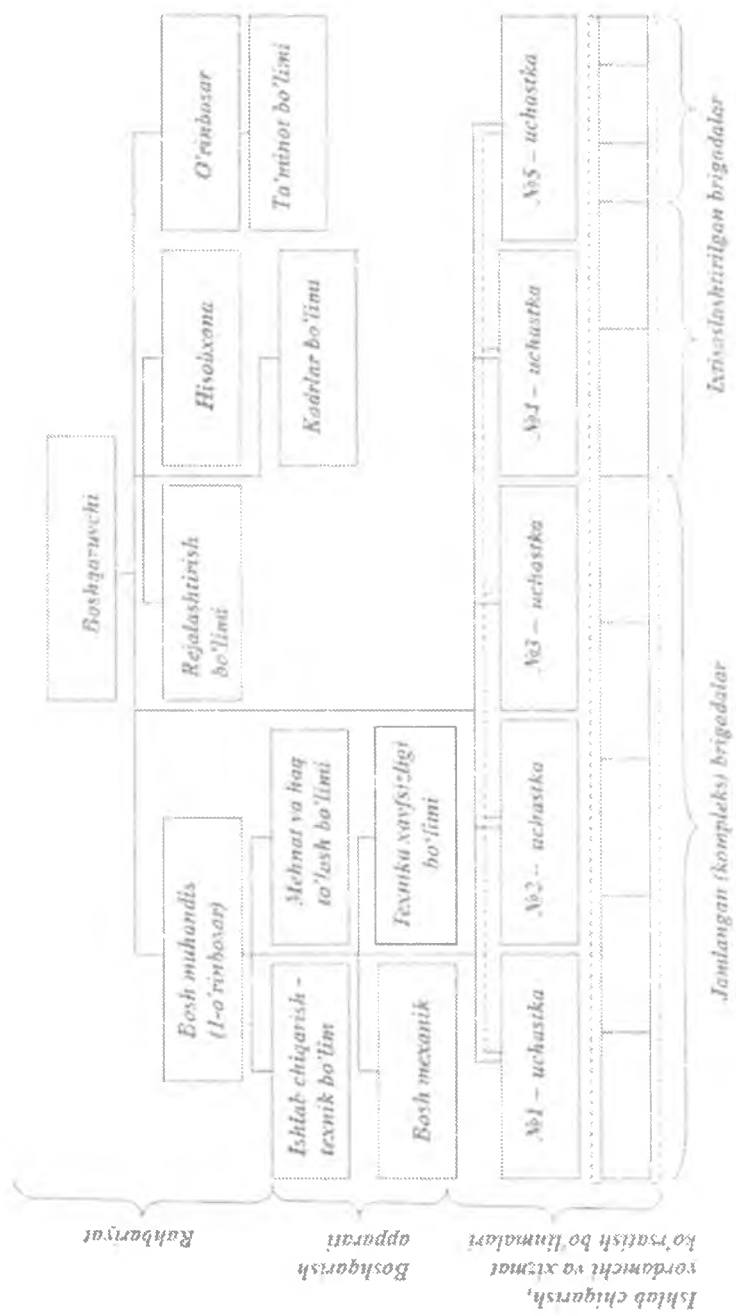 Boshqaruvchi
Rahbariyat
Bosh muhandis
(1-o'rinbosar)
Rejalashtirish
bo'limi
Hisobxona
O'rinbosar
Boshqarish
apparati
Ishlab chiqarish –
texnik bo'lim
Mehnat va haq
to'lash bo'limi
Kadrlar bo'limi
Ta'minot bo'limi
Bosh mexanik
Texnika xavfsizligi
bo'limi
Ishlab chiqarish,
yordamchi va xizmat
ko'rsatish bo'linmalari
№1 – uchastka
№2 – uchastka
№3 – uchastka
№4 – uchastka
№5 – uchastka
Jamlangan (kompleks) brigadalar
Ixtisoslashtirilgan brigadalar